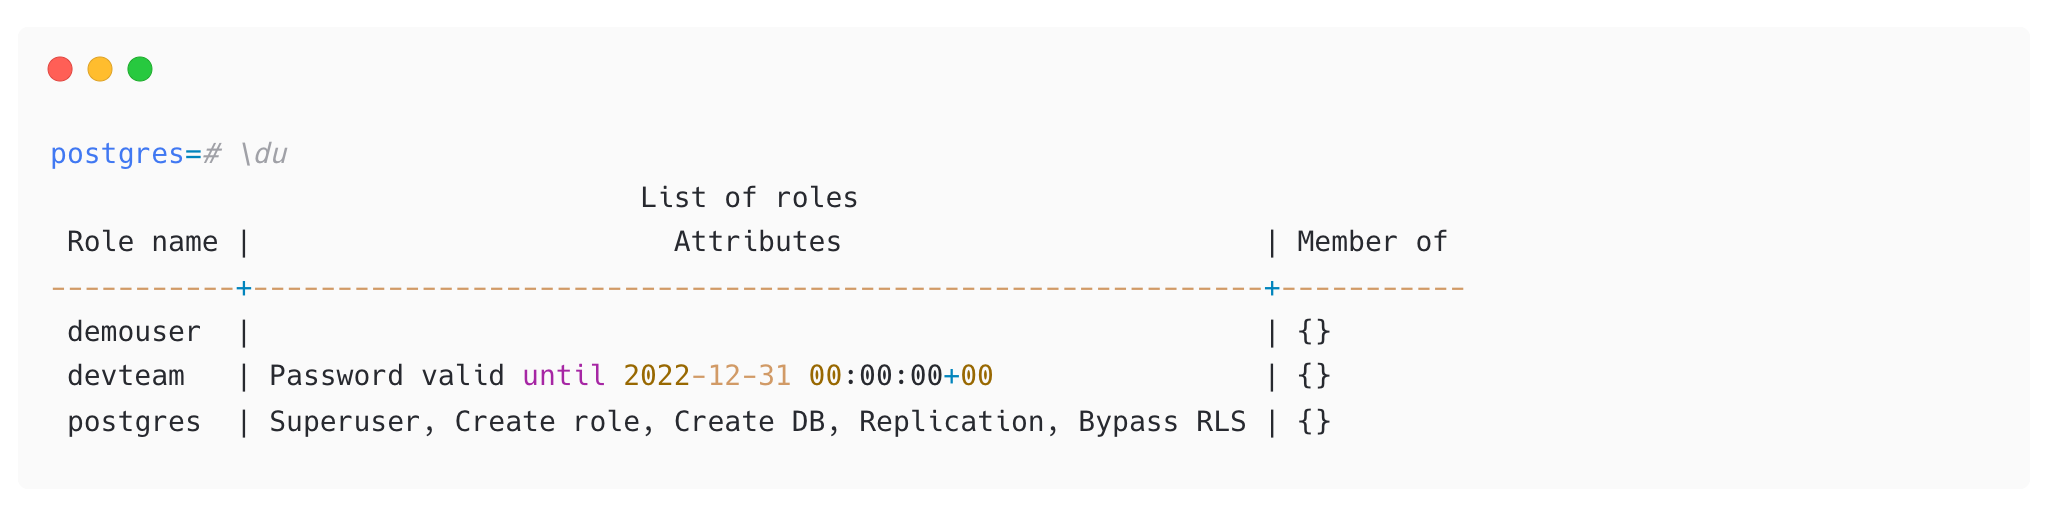 postgres=# \du
                                   List of roles
 Role name |                         Attributes                         | Member of
-----------+------------------------------------------------------------+-----------
 demouser  |                                                            | {}
 devteam   | Password valid until 2022-12-31 00:00:00+00                | {}
 postgres  | Superuser, Create role, Create DB, Replication, Bypass RLS | {}